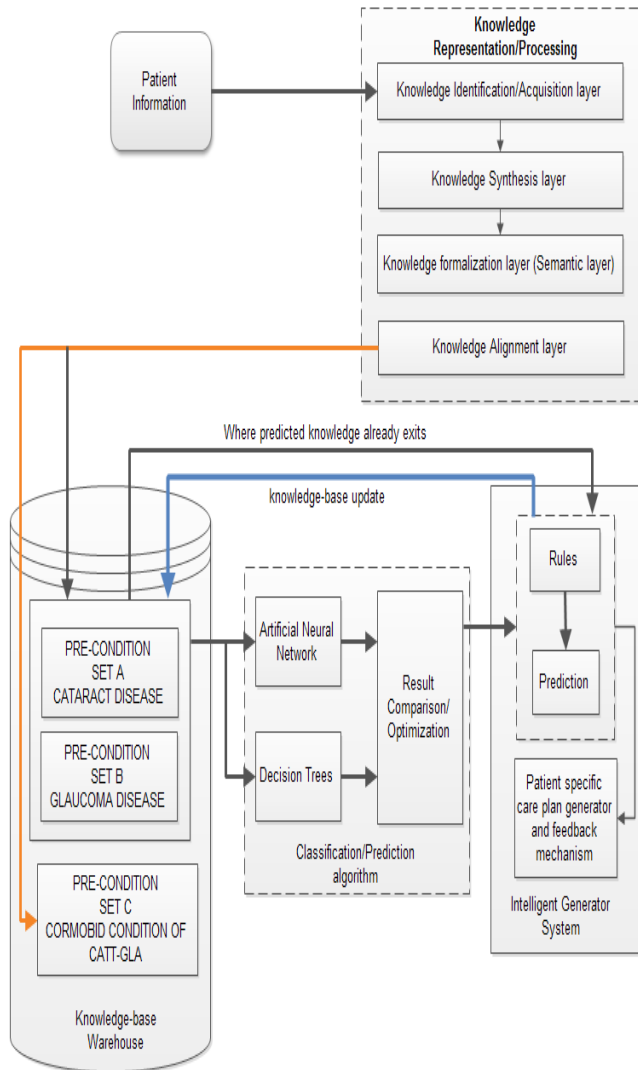 Knowledge
Representation/Processing
Patient
Information
Knowledge Identification/Acquisition layer
Knowledge Synthesis layer
Knowledge formalization layer (Semantic layer)
Knowledge Alignment layer
Where predicted knowledge already exits
knowledge-base update
Rules
Prediction
PRE-CONDITION
SET A
CATARACT DISEASE
PRE-CONDITION
SET B
GLAUCOMA DISEASE
PRE-CONDITION
SET C
CORMOBID CONDITION OF
CATT-GLA
Knowledge-base
Warehouse
Artificial Neural
Network
Decision Trees
Result
Comparison/
Optimization
Classification/Prediction
algorithm
Patient specific
care plan generator
and feedback
mechanism
Intelligent Generator
System